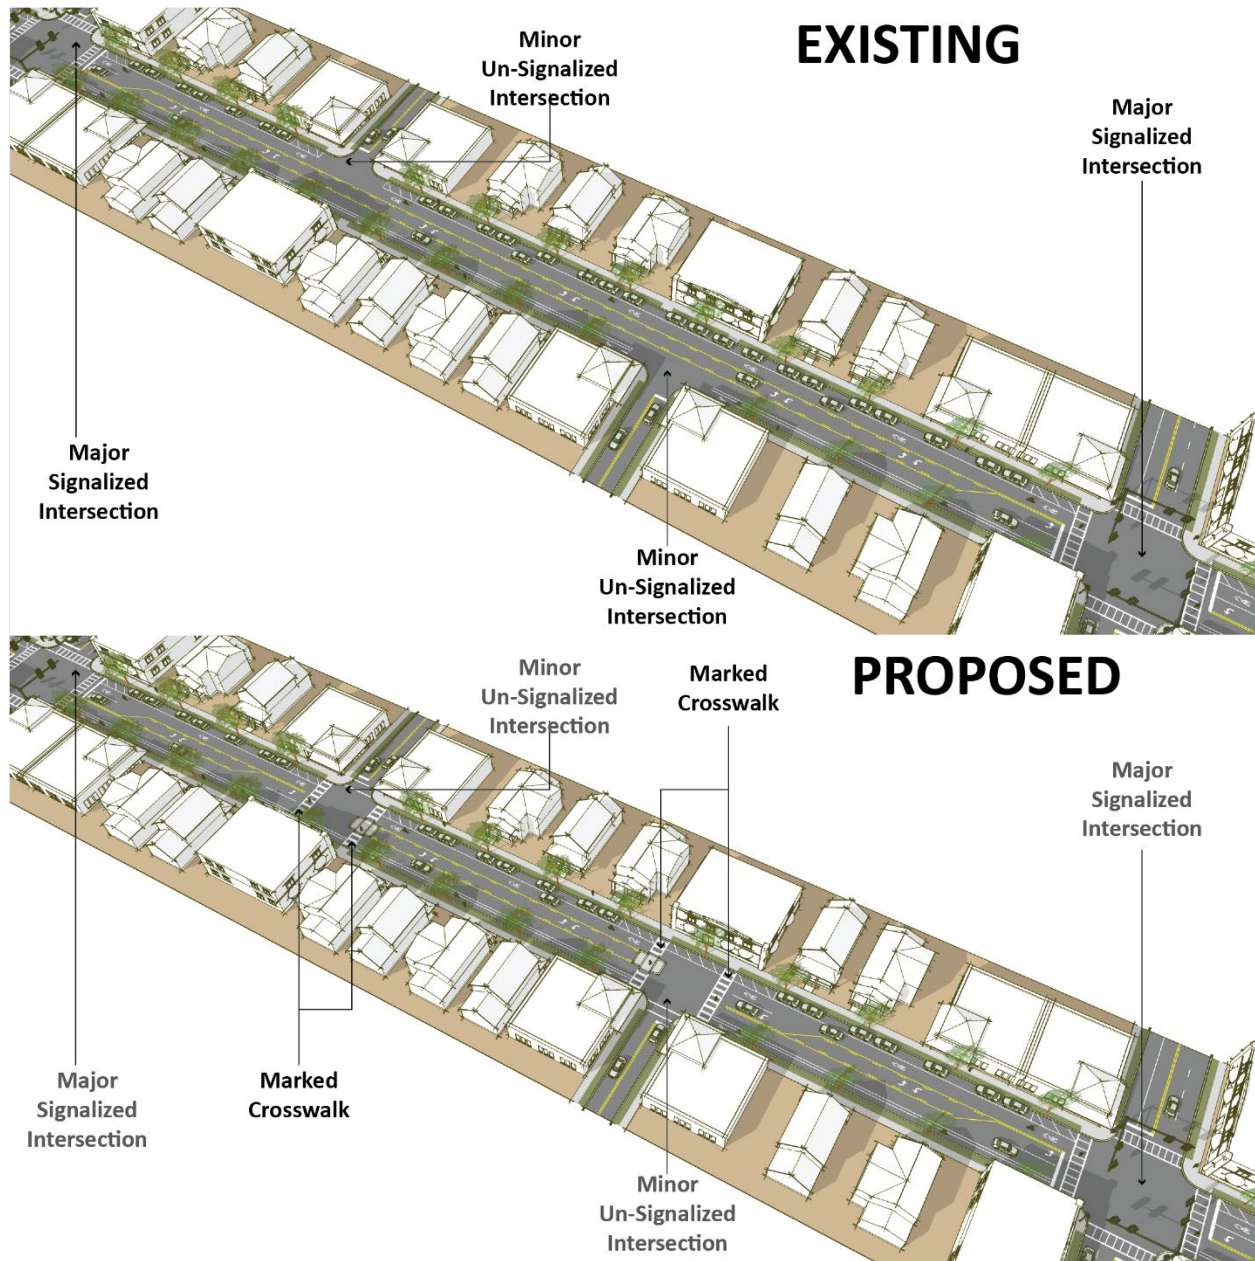 EXISTING
Minor
Un-Signalized
Intersection
Major
Signalized
Intersection
Major
Signalized
Intersection
Minor
Un-Signalized
Intersection
PROPOSED
Minor
Un-Signalized
Intersection
Marked
Crosswalk
Major
Signalized
Intersection
Major
Signalized
Intersection
Marked
Crosswalk
Minor
Un-Signalized
Intersection